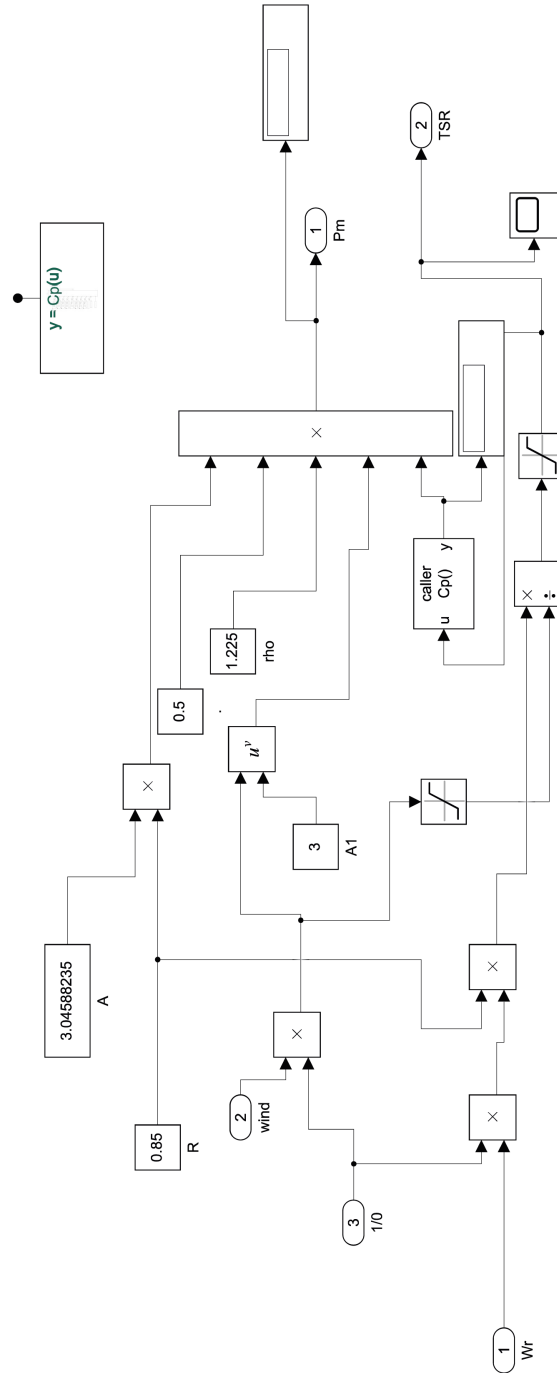 y = Cp(u)
3.04588235
A
×
0.85
R
0.5
1.225
rho
×
1
Pm
u^v
3
A1
2
wind
×
3
1/0
caller
u Cp() y
2
TSR
×
÷
×
×
1
Wr